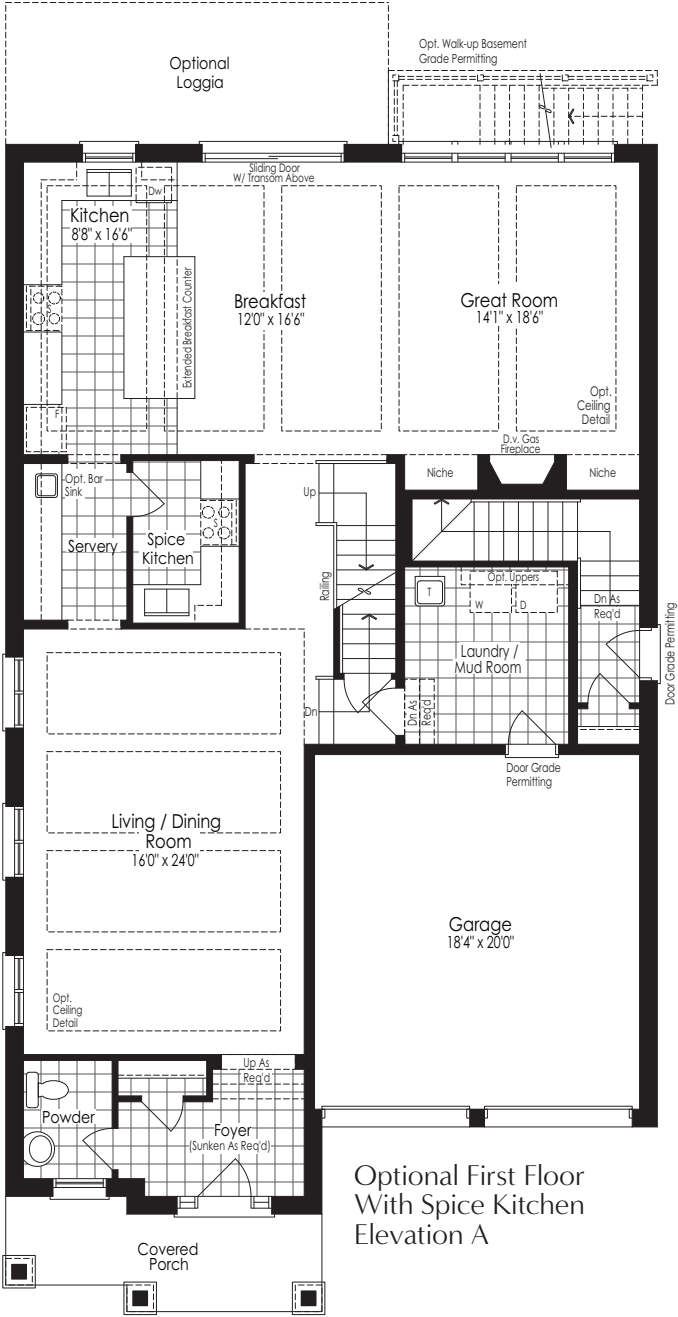 Optional
Loggia
Opt. Walk-up Basement
Grade Permitting
Sliding Door
W/ Transom Above
Dw
Kitchen
8'8" x 16'6"
Extended Breakfast Counter
Breakfast
12'0" x 16'6"
Great Room
14'1" x 18'6"
S
F
Opt.
Ceiling
Detail
D.v. Gas
Fireplace
Niche
Niche
Opt. Bar
Sink
Servery
Spice
Kitchen
S
Up
Railing
Opt. Uppers
T
W
D
Laundry /
Mud Room
Dn As
Req'd
Door Grade Permitting
Dn
Dn As
Req'd
Door Grade
Permitting
Living / Dining
Room
16'0" x 24'0"
Garage
18'4" x 20'0"
Opt.
Ceiling
Detail
Up As
Req'd
Powder
Foyer
(Sunken As Req'd)
Covered
Porch
Optional First Floor
With Spice Kitchen
Elevation A